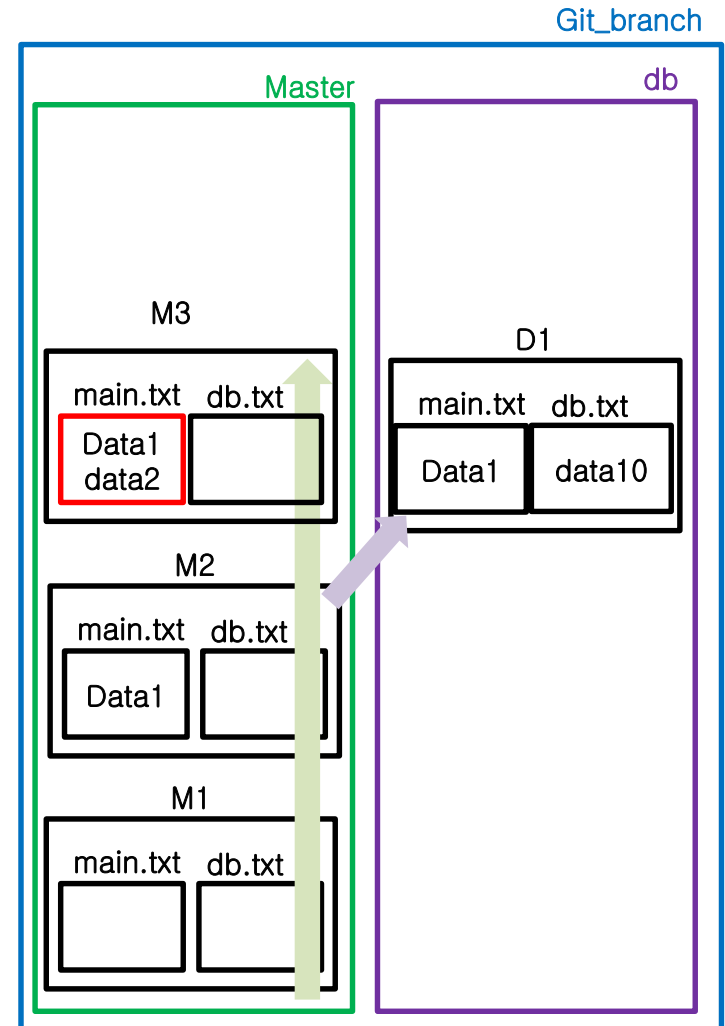 Git_branch
Master
db
M3
main.txt db.txt
Data1
data2
D1
main.txt db.txt
Data1 data10
M2
main.txt db.txt
Data1
M1
main.txt db.txt